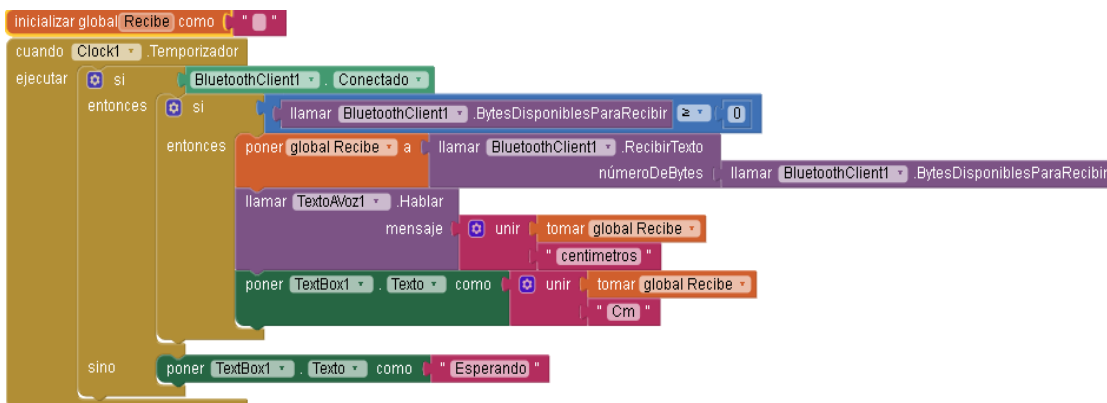 inicializar global Recibe como " "
cuando Clock1 .Temporizador
ejecutar si BluetoothClient1 . Conectado
entonces si llamar BluetoothClient1 .BytesDisponiblesParaRecibir ≥ 0
entonces poner global Recibe a llamar BluetoothClient1 .RecibirTexto
númeroDeBytes llamar BluetoothClient1 .BytesDisponiblesParaRecibir
llamar TextoAVoz1 .Hablar
mensaje unir tomar global Recibe
" centimetros "
poner TextBox1 . Texto como unir tomar global Recibe
" Cm "
sino poner TextBox1 . Texto como " Esperando "